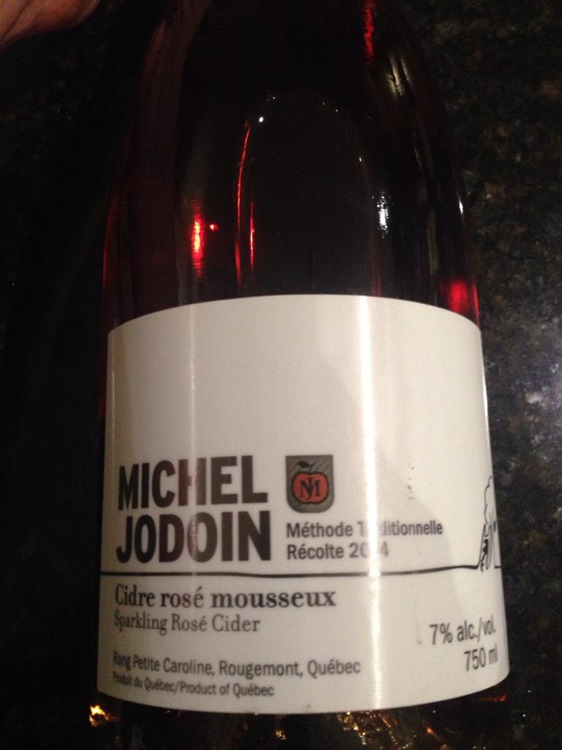 MICHEL
JODOIN
MJ
Méthode Traditionnelle
Récolte
Cidre rosé mousseux
Sparkling Rosé Cider
7% alc./vol.
750 ml
Rang Petite Caroline, Rougemont, Québec
Produit du Québec/Product of Québec